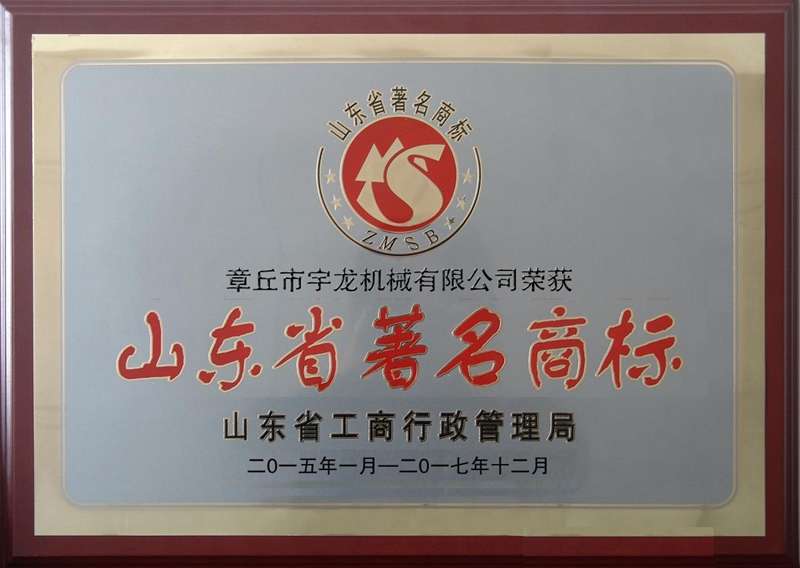 山东省著名商标
ZMSB
章丘市宇龙机械有限公司荣获
山东省著名商标
山东省工商行政管理局
二0一五年一月—二0一七年十二月